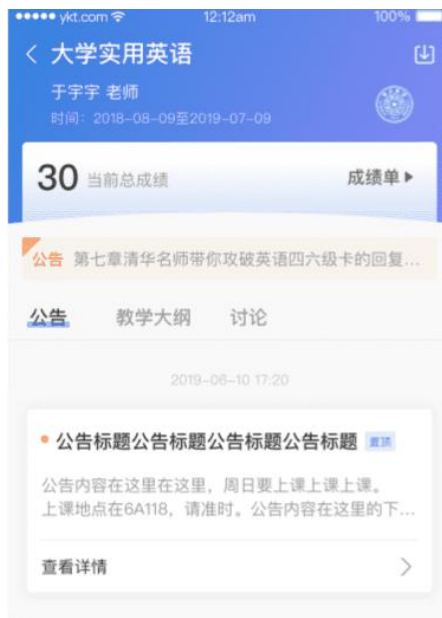 ykt.com 12:12am 100%
大学实用英语
于宇宇 老师
时间：2018-08-09至2019-07-09
30 当前总成绩 成绩单
公告 第七章清华名师带你攻破英语四六级卡的回复...
公告 教学大纲 讨论
2019-06-10 17:20
公告标题公告标题公告标题公告标题 置顶
公告内容在这里在这里，周日要上课上课上课。
上课地点在6A118，请准时。公告内容在这里的下...
查看详情